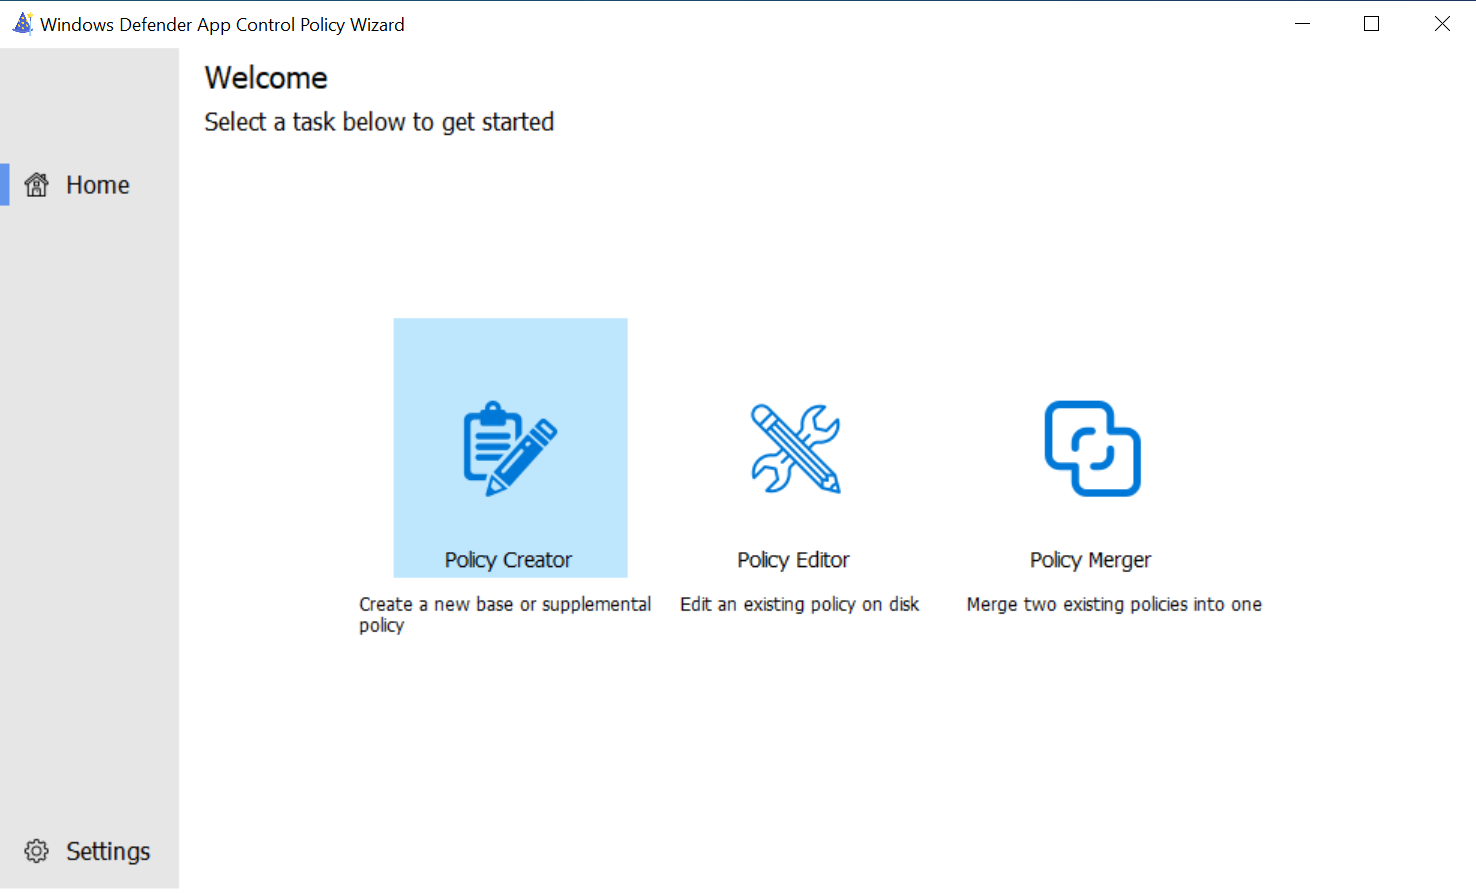 Windows Defender App Control Policy Wizard
Welcome
Select a task below to get started
Home
Policy Creator
Create a new base or supplemental
policy
Policy Editor
Edit an existing policy on disk
Policy Merger
Merge two existing policies into one
Settings